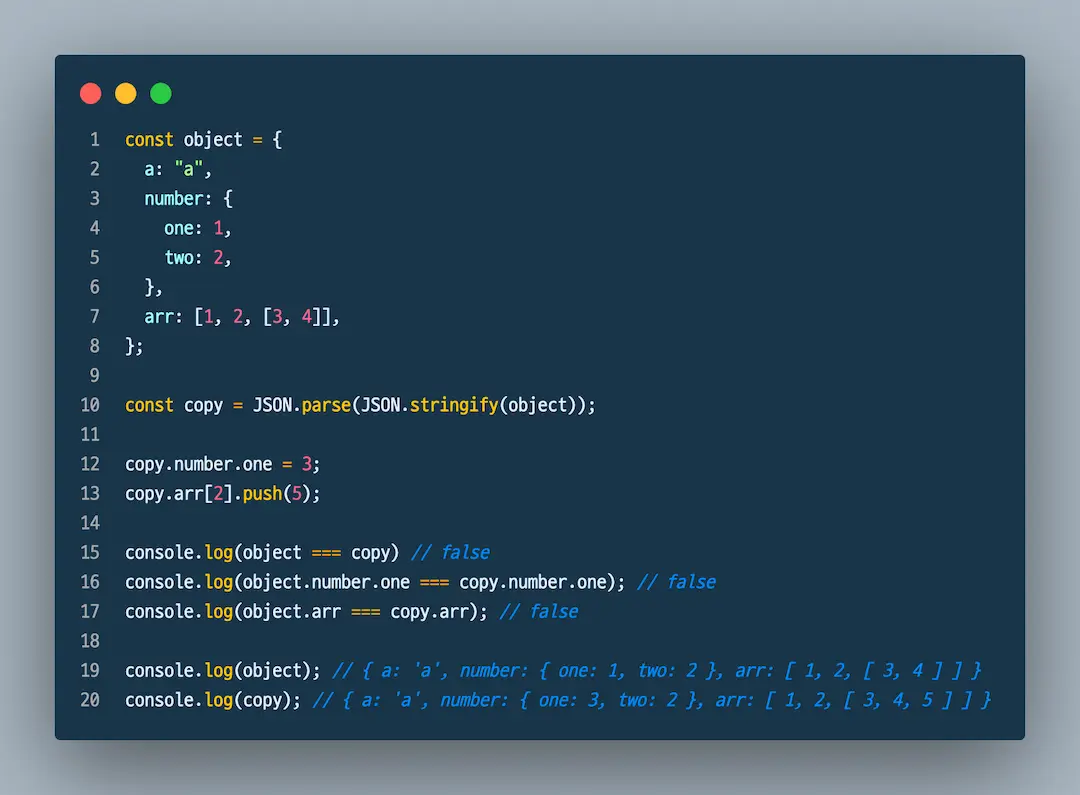 1 const object = {
2   a: "a",
3   number: {
4     one: 1,
5     two: 2,
6   },
7   arr: [1, 2, [3, 4]],
8 };
9
10 const copy = JSON.parse(JSON.stringify(object));
11
12 copy.number.one = 3;
13 copy.arr[2].push(5);
14
15 console.log(object === copy) // false
16 console.log(object.number.one === copy.number.one); // false
17 console.log(object.arr === copy.arr); // false
18
19 console.log(object); // { a: 'a', number: { one: 1, two: 2 }, arr: [ 1, 2, [ 3, 4 ] ] }
20 console.log(copy); // { a: 'a', number: { one: 3, two: 2 }, arr: [ 1, 2, [ 3, 4, 5 ] ] }